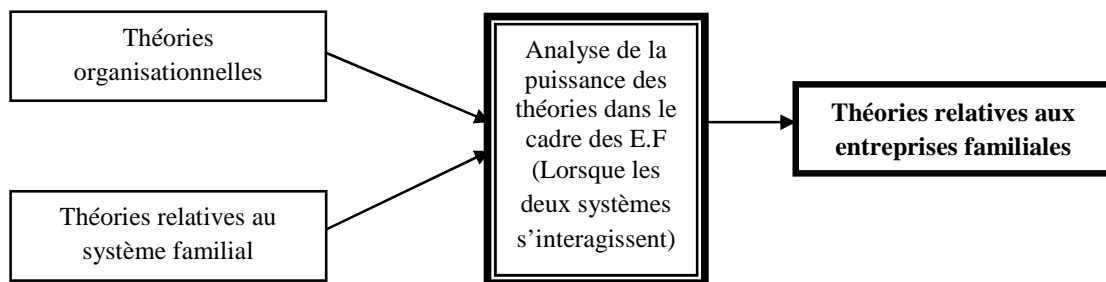 Théories
organisationnelles
Théories relatives au
système familial
Analyse de la
puissance des
théories dans le
cadre des E.F
(Lorsque les
deux systèmes
s’interagissent)
Théories relatives aux
entreprises familiales